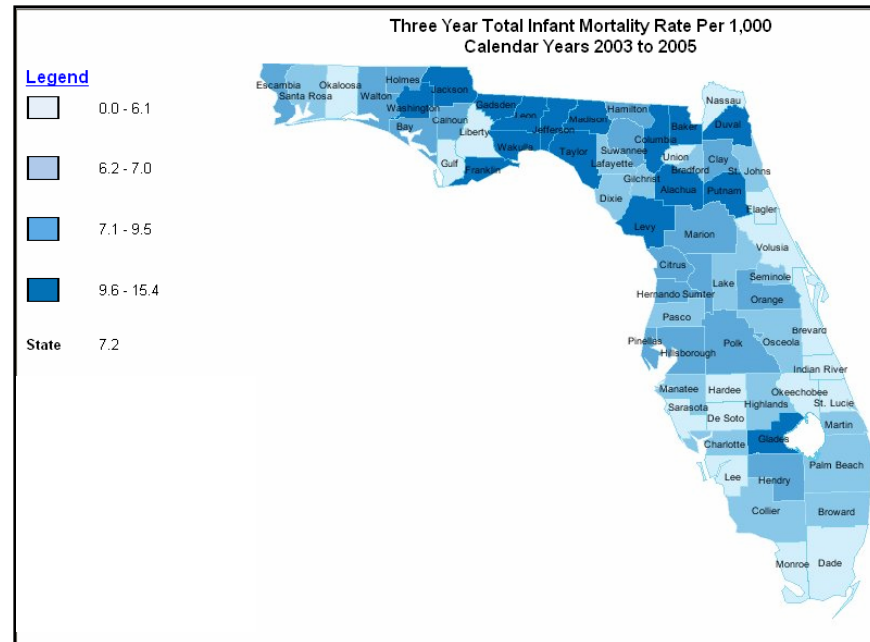 Three Year Total Infant Mortality Rate Per 1,000
Calendar Years 2003 to 2005
Legend
0.0 - 6.1
6.2 - 7.0
7.1 - 9.5
9.6 - 15.4
State 7.2
Escambia
Santa Rosa
Okaloosa
Walton
Holmes
Washington
Jackson
Bay
Calhoun
Gulf
Liberty
Gadsden
Franklin
Leon
Wakulla
Jefferson
Madison
Taylor
Hamilton
Suwannee
Lafayette
Dixie
Columbia
Gilchrist
Baker
Union
Bradford
Alachua
Levy
Nassau
Duval
Clay
St. Johns
Putnam
Flagler
Marion
Volusia
Citrus
Hernando
Sumter
Lake
Seminole
Orange
Pasco
Brevard
Osceola
Pinellas
Hillsborough
Polk
Indian River
Manatee
Hardee
Okeechobee
Highlands
St. Lucie
Sarasota
De Soto
Martin
Charlotte
Glades
Lee
Hendry
Palm Beach
Collier
Broward
Monroe
Dade